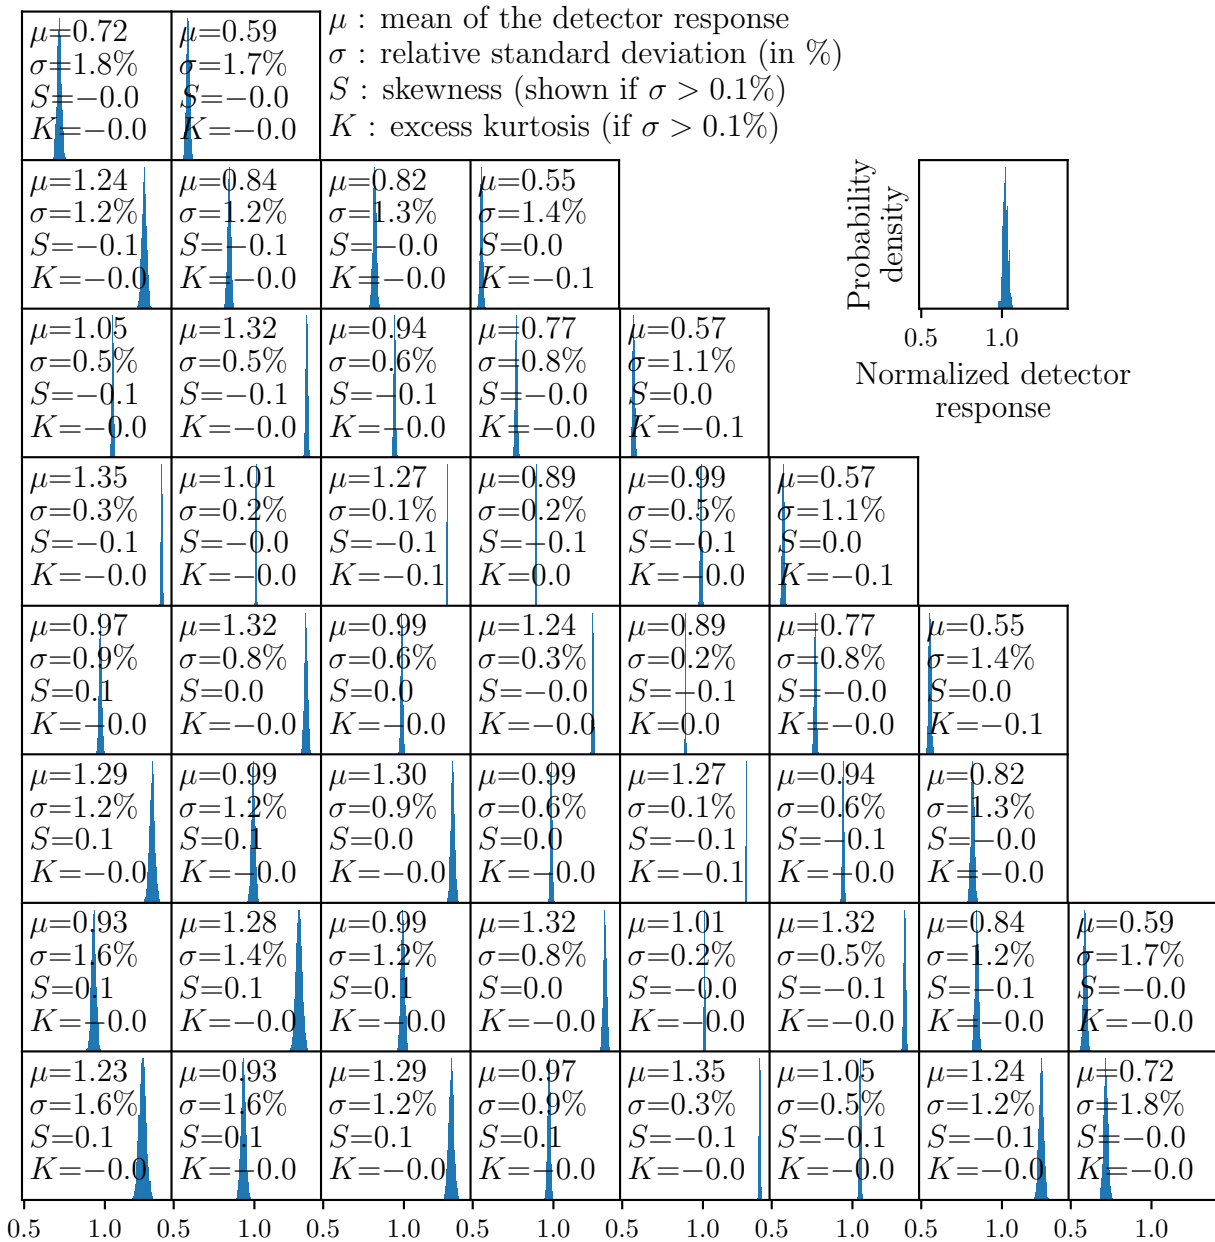 μ=0.72 μ=0.59 μ : mean of the detector response
σ=1.8% σ=1.7% σ : relative standard deviation (in %)
S=−0.0 S=−0.0 S : skewness (shown if σ > 0.1%)
K=−0.0 K=−0.0 K : excess kurtosis (if σ > 0.1%)
μ=1.24 μ=0.84 μ=0.82 μ=0.55
σ=1.2% σ=1.2% σ=1.3% σ=1.4%
S=−0.1 S=−0.1 S=−0.0 S=0.0
K=−0.0 K=−0.0 K=−0.0 K=−0.1
Probability
density
0.5 1.0
Normalized detector
response
μ=1.05 μ=1.32 μ=0.94 μ=0.77 μ=0.57
σ=0.5% σ=0.5% σ=0.6% σ=0.8% σ=1.1%
S=−0.1 S=−0.1 S=−0.1 S=−0.0 S=0.0
K=−0.0 K=−0.0 K=−0.0 K=−0.0 K=−0.1
μ=1.35 μ=1.01 μ=1.27 μ=0.89 μ=0.99 μ=0.57
σ=0.3% σ=0.2% σ=0.1% σ=0.2% σ=0.5% σ=1.1%
S=−0.1 S=−0.0 S=−0.1 S=−0.1 S=−0.1 S=0.0
K=−0.0 K=−0.0 K=−0.1 K=0.0 K=−0.0 K=−0.1
μ=0.97 μ=1.32 μ=0.99 μ=1.24 μ=0.89 μ=0.77 μ=0.55
σ=0.9% σ=0.8% σ=0.6% σ=0.3% σ=0.2% σ=0.8% σ=1.4%
S=0.1 S=0.0 S=0.0 S=−0.0 S=−0.1 S=−0.0 S=0.0
K=−0.0 K=−0.0 K=−0.0 K=−0.0 K=0.0 K=−0.0 K=−0.1
μ=1.29 μ=0.99 μ=1.30 μ=0.99 μ=1.27 μ=0.94 μ=0.82
σ=1.2% σ=1.2% σ=0.9% σ=0.6% σ=0.1% σ=0.6% σ=1.3%
S=0.1 S=0.1 S=0.0 S=0.0 S=−0.1 S=−0.1 S=−0.0
K=−0.0 K=−0.0 K=−0.0 K=−0.0 K=−0.1 K=−0.0 K=−0.0
μ=0.93 μ=1.28 μ=0.99 μ=1.32 μ=1.01 μ=1.32 μ=0.84 μ=0.59
σ=1.6% σ=1.4% σ=1.2% σ=0.8% σ=0.2% σ=0.5% σ=1.2% σ=1.7%
S=0.1 S=0.1 S=0.1 S=0.0 S=−0.0 S=−0.1 S=−0.1 S=−0.0
K=−0.0 K=−0.0 K=−0.0 K=−0.0 K=−0.0 K=−0.0 K=−0.0 K=−0.0
μ=1.23 μ=0.93 μ=1.29 μ=0.97 μ=1.35 μ=1.05 μ=1.24 μ=0.72
σ=1.6% σ=1.6% σ=1.2% σ=0.9% σ=0.3% σ=0.5% σ=1.2% σ=1.8%
S=0.1 S=0.1 S=0.1 S=0.1 S=−0.1 S=−0.1 S=−0.1 S=−0.0
K=−0.0 K=−0.0 K=−0.0 K=−0.0 K=−0.0 K=−0.0 K=−0.0 K=−0.0
0.5 1.0 0.5 1.0 0.5 1.0 0.5 1.0 0.5 1.0 0.5 1.0 0.5 1.0 0.5 1.0